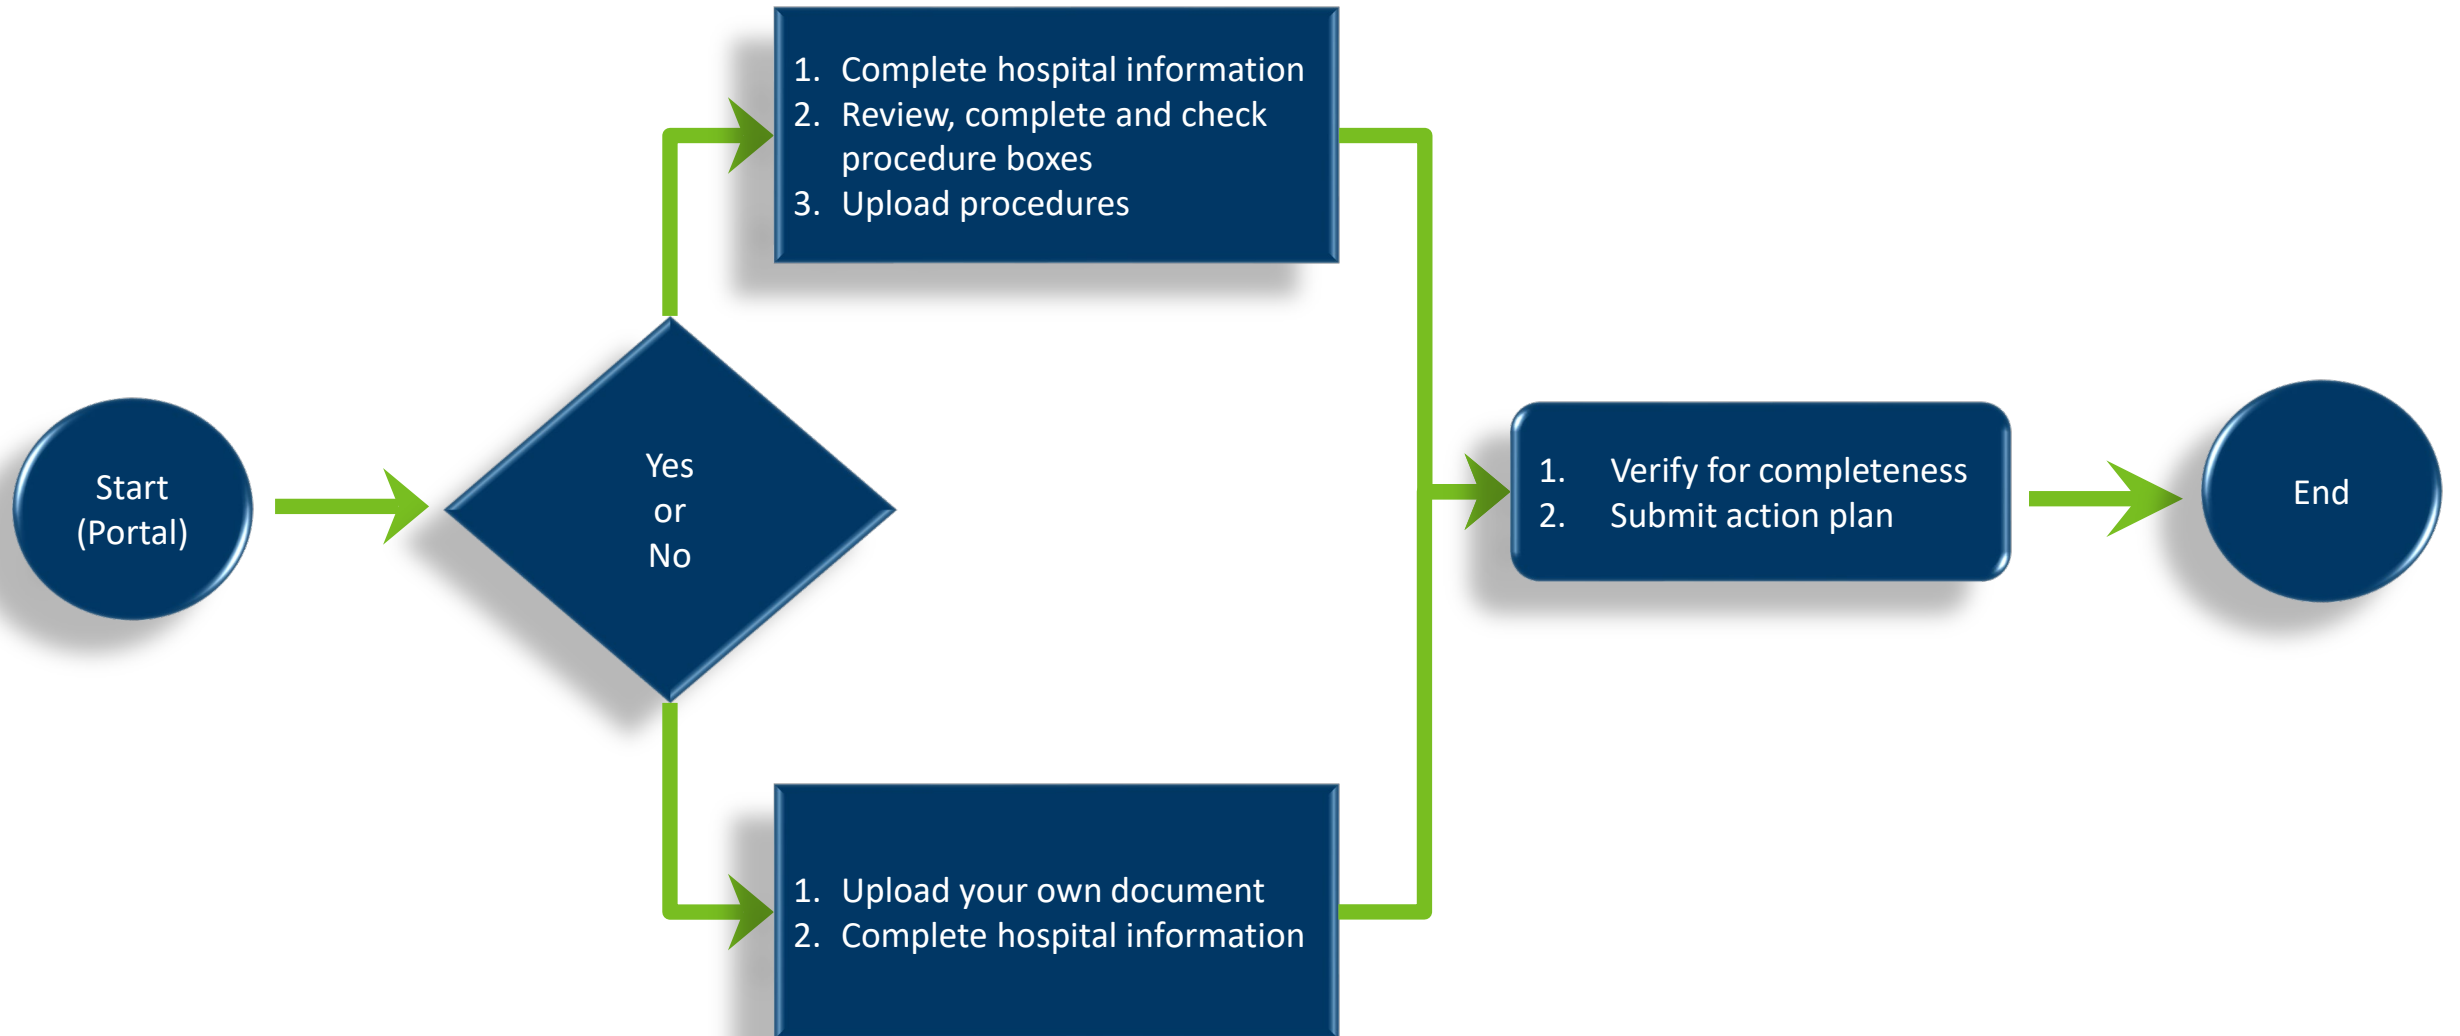 1. Complete hospital information
2. Review, complete and check
procedure boxes
3. Upload procedures
Start
(Portal)
Yes
or
No
1. Verify for completeness
2. Submit action plan
End
1. Upload your own document
2. Complete hospital information